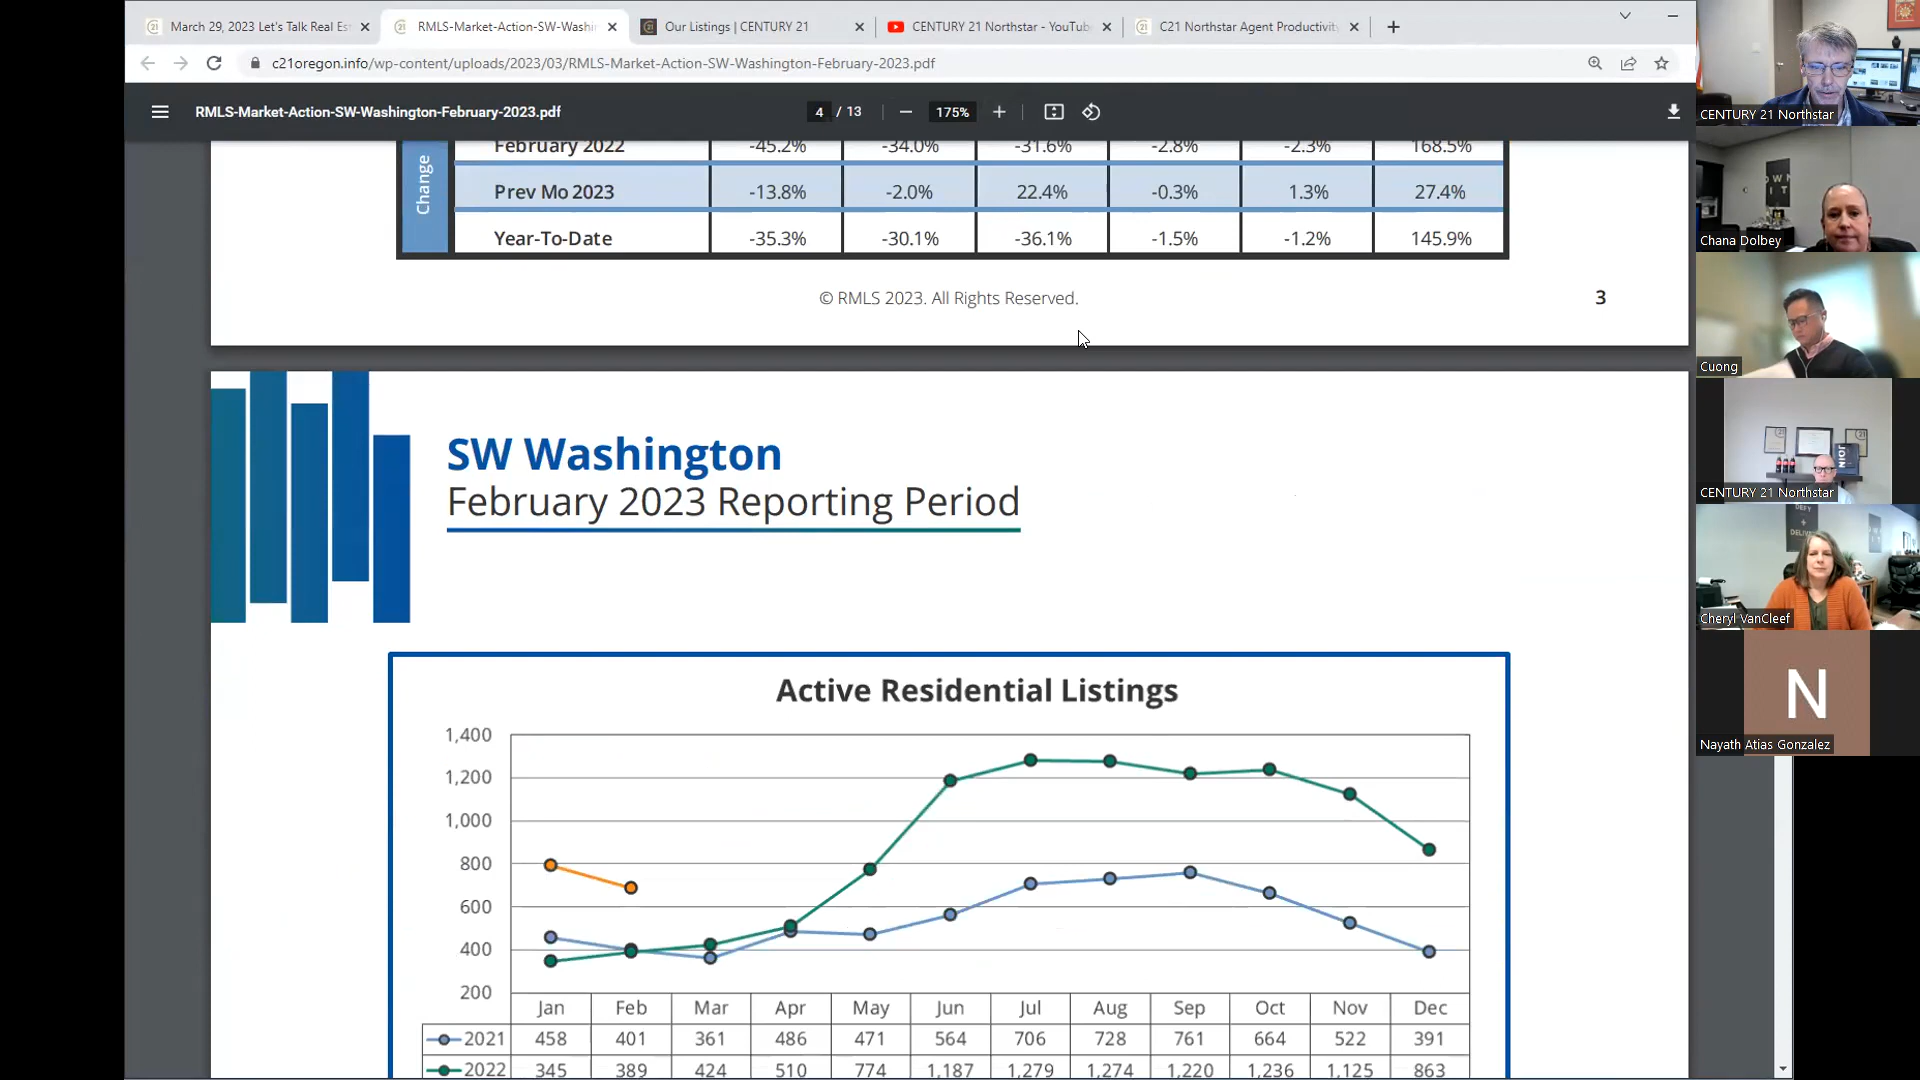 March 29, 2023 Let's Talk Real Est
RMLS-Market-Action-SW-Washin
Our Listings | CENTURY 21
CENTURY 21 Northstar - YouTub
C21 Northstar Agent Productivity
c21oregon.info/wp-content/uploads/2023/03/RMLS-Market-Action-SW-Washington-February-2023.pdf
RMLS-Market-Action-SW-Washington-February-2023.pdf
4 / 13
175%
Change
February 2022 -45.2% -34.0% -31.6% -2.8% -2.3% 168.5%
Prev Mo 2023 -13.8% -2.0% 22.4% -0.3% 1.3% 27.4%
Year-To-Date -35.3% -30.1% -36.1% -1.5% -1.2% 145.9%
© RMLS 2023. All Rights Reserved.
3
SW Washington
February 2023 Reporting Period
Active Residential Listings
1,400
1,200
1,000
800
600
400
200
Jan Feb Mar Apr May Jun Jul Aug Sep Oct Nov Dec
2021 458 401 361 486 471 564 706 728 761 664 522 391
2022 345 389 424 510 774 1,187 1,279 1,274 1,220 1,236 1,125 863
CENTURY 21 Northstar
Chana Dolbey
Cuong
JOIN
CENTURY 21 Northstar
DEFY
+
DELIVE
Cheryl VanCleef
N
Nayath Atias Gonzalez